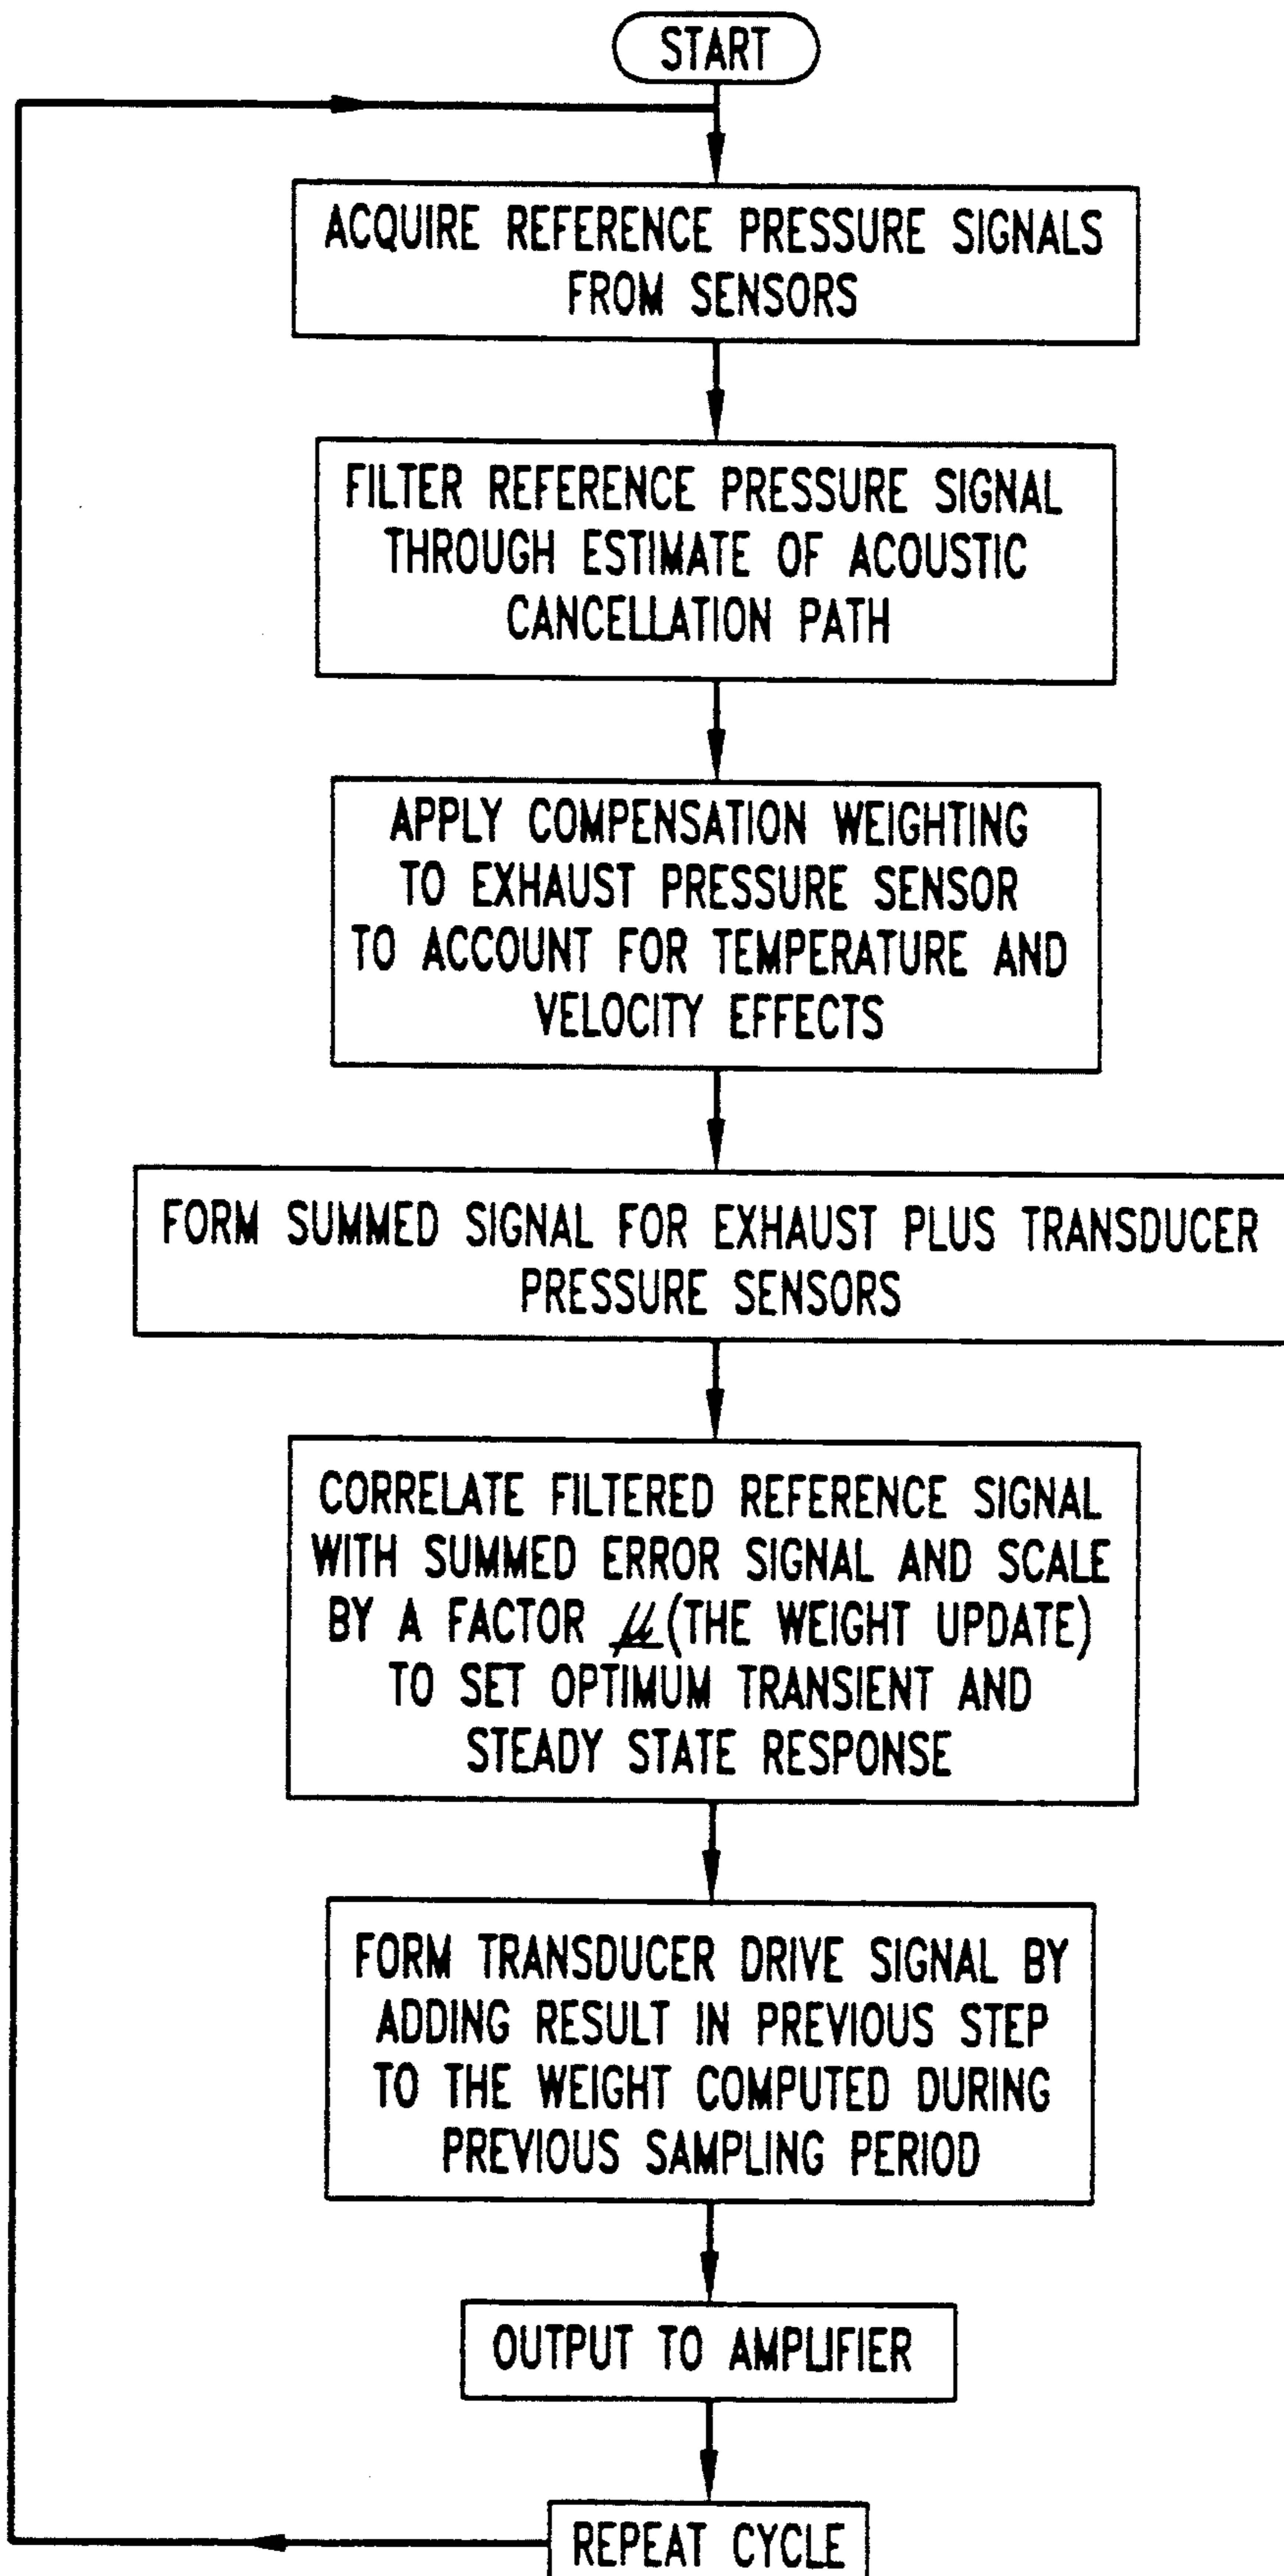 START
ACQUIRE REFERENCE PRESSURE SIGNALS
FROM SENSORS
FILTER REFERENCE PRESSURE SIGNAL
THROUGH ESTIMATE OF ACOUSTIC
CANCELLATION PATH
APPLY COMPENSATION WEIGHTING
TO EXHAUST PRESSURE SENSOR
TO ACCOUNT FOR TEMPERATURE AND
VELOCITY EFFECTS
FORM SUMMED SIGNAL FOR EXHAUST PLUS TRANSDUCER
PRESSURE SENSORS
CORRELATE FILTERED REFERENCE SIGNAL
WITH SUMMED ERROR SIGNAL AND SCALE
BY A FACTOR μ (THE WEIGHT UPDATE)
TO SET OPTIMUM TRANSIENT AND
STEADY STATE RESPONSE
FORM TRANSDUCER DRIVE SIGNAL BY
ADDING RESULT IN PREVIOUS STEP
TO THE WEIGHT COMPUTED DURING
PREVIOUS SAMPLING PERIOD
OUTPUT TO AMPLIFIER
REPEAT CYCLE